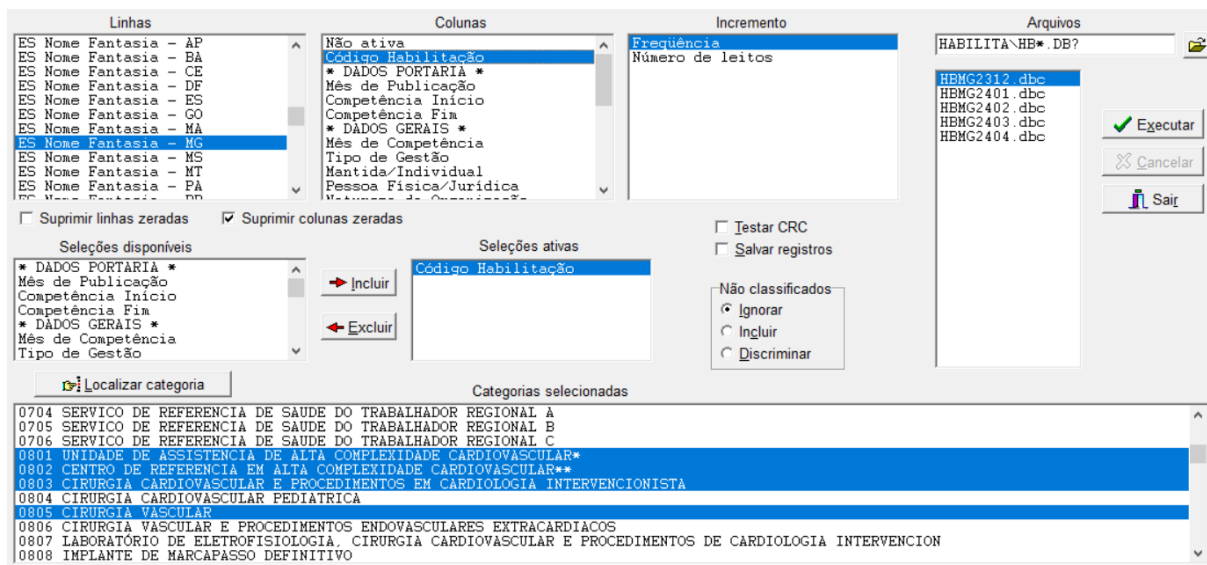 Linhas
Colunas
Incremento
Arquivos
ES Nome Fantasia - AP
ES Nome Fantasia - BA
ES Nome Fantasia - CE
ES Nome Fantasia - DF
ES Nome Fantasia - ES
ES Nome Fantasia - GO
ES Nome Fantasia - MA
ES Nome Fantasia - MG
ES Nome Fantasia - MS
ES Nome Fantasia - MT
ES Nome Fantasia - PA
Não ativa
Código Habilitação
* DADOS PORTARIA *
Mês de Publicação
Competência Início
Competência Fim
* DADOS GERAIS *
Mês de Competência
Tipo de Gestão
Mantida/Individual
Pessoa Física/Jurídica
Natureza da Organização
Freqüência
Número de leitos
HABILITA\HB*.DB?
HBMG2312.dbc
HBMG2401.dbc
HBMG2402.dbc
HBMG2403.dbc
HBMG2404.dbc
Executar
Cancelar
Sair
Suprimir linhas zeradas
Suprimir colunas zeradas
Testar CRC
Salvar registros
Seleções disponíveis
Seleções ativas
* DADOS PORTARIA *
Mês de Publicação
Competência Início
Competência Fim
* DADOS GERAIS *
Mês de Competência
Tipo de Gestão
Incluir
Excluir
Código Habilitação
Não classificados
Ignorar
Incluir
Discriminar
Localizar categoria
Categorias selecionadas
0704 SERVICO DE REFERENCIA DE SAUDE DO TRABALHADOR REGIONAL A
0705 SERVICO DE REFERENCIA DE SAUDE DO TRABALHADOR REGIONAL B
0706 SERVICO DE REFERENCIA DE SAUDE DO TRABALHADOR REGIONAL C
0801 UNIDADE DE ASSISTENCIA DE ALTA COMPLEXIDADE CARDIOVASCULAR*
0802 CENTRO DE REFERENCIA EM ALTA COMPLEXIDADE CARDIOVASCULAR**
0803 CIRURGIA CARDIOVASCULAR E PROCEDIMENTOS EM CARDIOLOGIA INTERVENCIONISTA
0804 CIRURGIA CARDIOVASCULAR PEDIATRICA
0805 CIRURGIA VASCULAR
0806 CIRURGIA VASCULAR E PROCEDIMENTOS ENDOVASCULARES EXTRACARDIACOS
0807 LABORATÓRIO DE ELETROFISIOLOGIA, CIRURGIA CARDIOVASCULAR E PROCEDIMENTOS DE CARDIOLOGIA INTERVENCION
0808 IMPLANTE DE MARCAPASSO DEFINITIVO